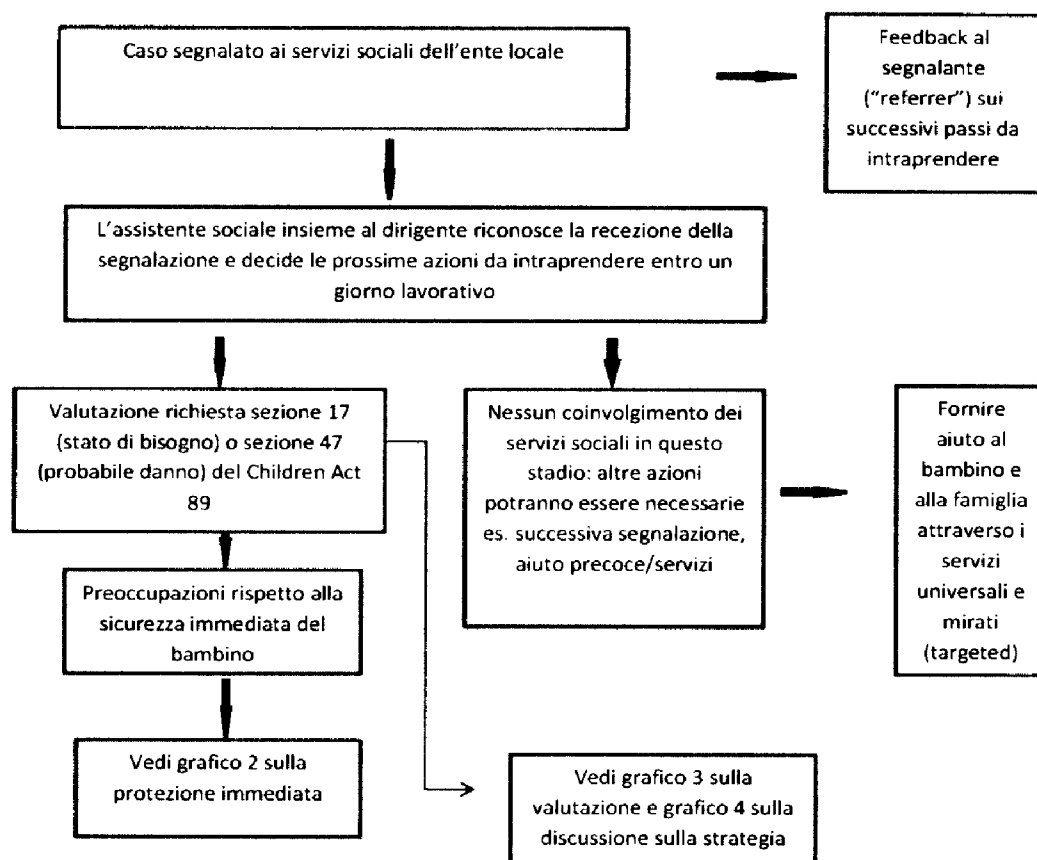 Caso segnalato ai servizi sociali dell'ente locale
Feedback al
segnalante
("referrer") sui
successivi passi da
intraprendere
L'assistente sociale insieme al dirigente riconosce la recezione della
segnalazione e decide le prossime azioni da intraprendere entro un
giorno lavorativo
Valutazione richiesta sezione 17
(stato di bisogno) o sezione 47
(probabile danno) del Children Act
89
Nessun coinvolgimento dei
servizi sociali in questo
stadio: altre azioni
potranno essere necessarie
es. successiva segnalazione,
aiuto precoce/servizi
Fornire
aiuto al
bambino e
alla famiglia
attraverso i
servizi
universali e
mirati
(targeted)
Preoccupazioni rispetto alla
sicurezza immediata del
bambino
Vedi grafico 2 sulla
protezione immediata
Vedi grafico 3 sulla
valutazione e grafico 4 sulla
discussione sulla strategia